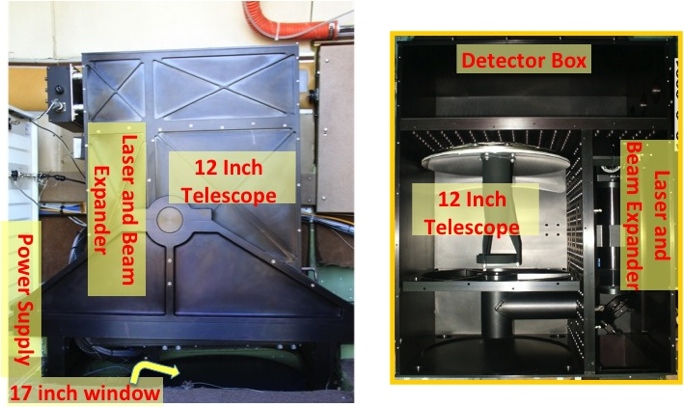 12 Inch
Telescope
Laser and Beam
Expander
Power Supply
17 inch window
Detector Box
12 Inch
Telescope
Laser and
Beam Expander